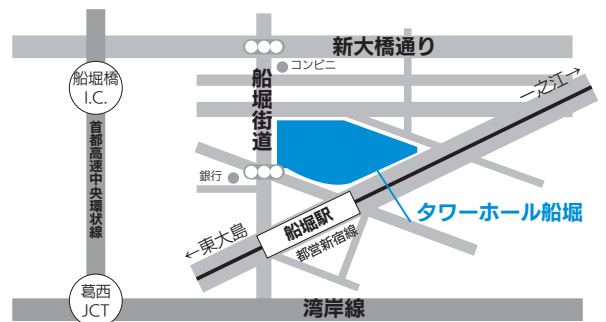 新大橋通り
コンビニ
船堀橋
I.C.
船堀街道
一之江→
首都高速中央環状線
銀行
タワーホール船堀
船堀駅
都営新宿線
←東大島
葛西
JCT
湾岸線